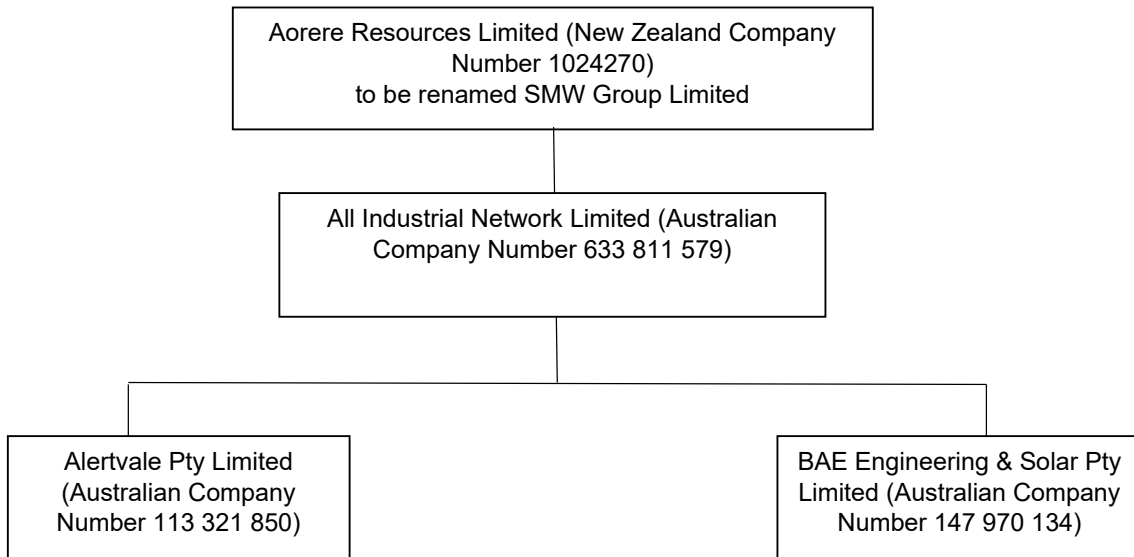 Aorere Resources Limited (New Zealand Company
Number 1024270)
to be renamed SMW Group Limited
All Industrial Network Limited (Australian
Company Number 633 811 579)
Alertvale Pty Limited
(Australian Company
Number 113 321 850)
BAE Engineering & Solar Pty
Limited (Australian Company
Number 147 970 134)